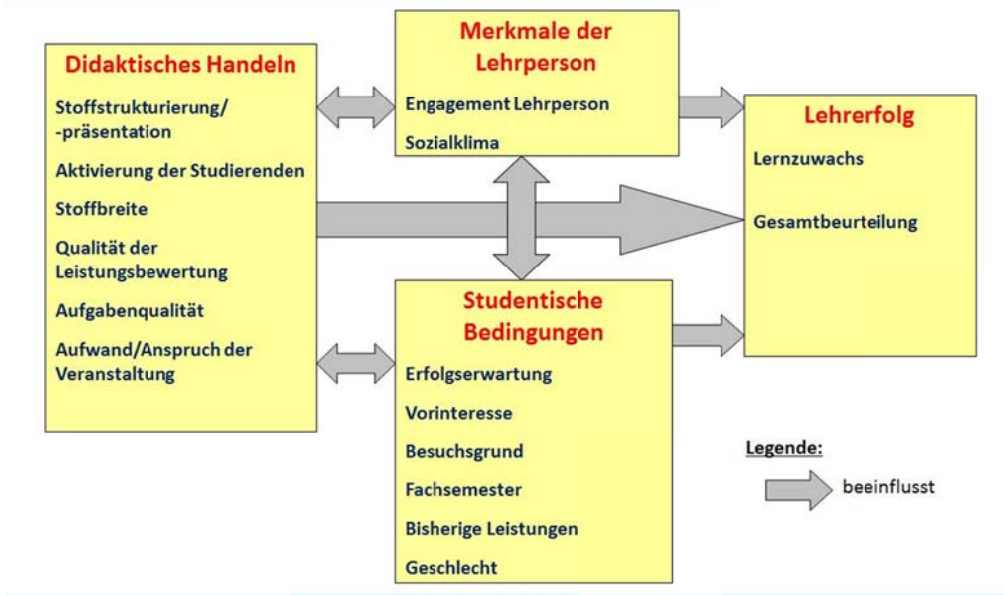 Didaktisches Handeln
Stoffstrukturierung/
-präsentation
Aktivierung der Studierenden
Stoffbreite
Qualität der
Leistungsbewertung
Aufgabenqualität
Aufwand/Anspruch der
Veranstaltung
Merkmale der
Lehrperson
Engagement Lehrperson
Sozialklima
Studentische
Bedingungen
Erfolgserwartung
Vorinteresse
Besuchsgrund
Fachsemester
Bisherige Leistungen
Geschlecht
Lehrerfolg
Lernzuwachs
Gesamtbeurteilung
Legende:
beeinflusst